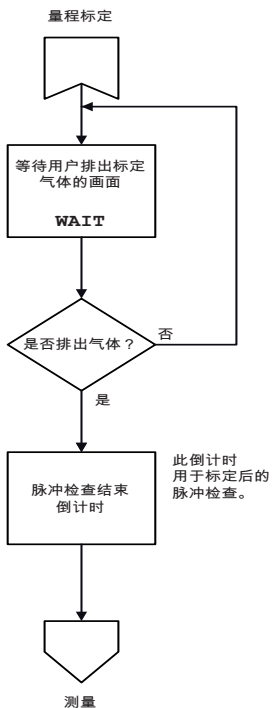 量程标定
等待用户排出标定
气体的画面
WAIT
是否排出气体？
否
是
脉冲检查结束
倒计时
此倒计时
用于标定后的
脉冲检查。
测量